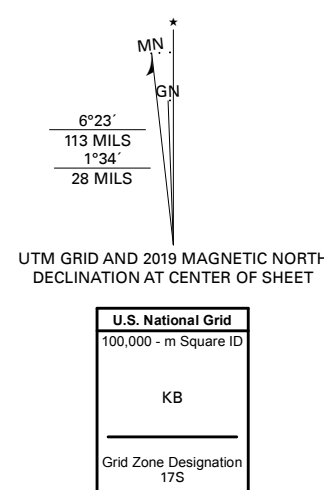 ★
MN
GN
6°23´
113 MILS
1°34´
28 MILS
UTM GRID AND 2019 MAGNETIC NORTH
DECLINATION AT CENTER OF SHEET
U.S. National Grid
100,000 - m Square ID
KB
Grid Zone Designation
17S